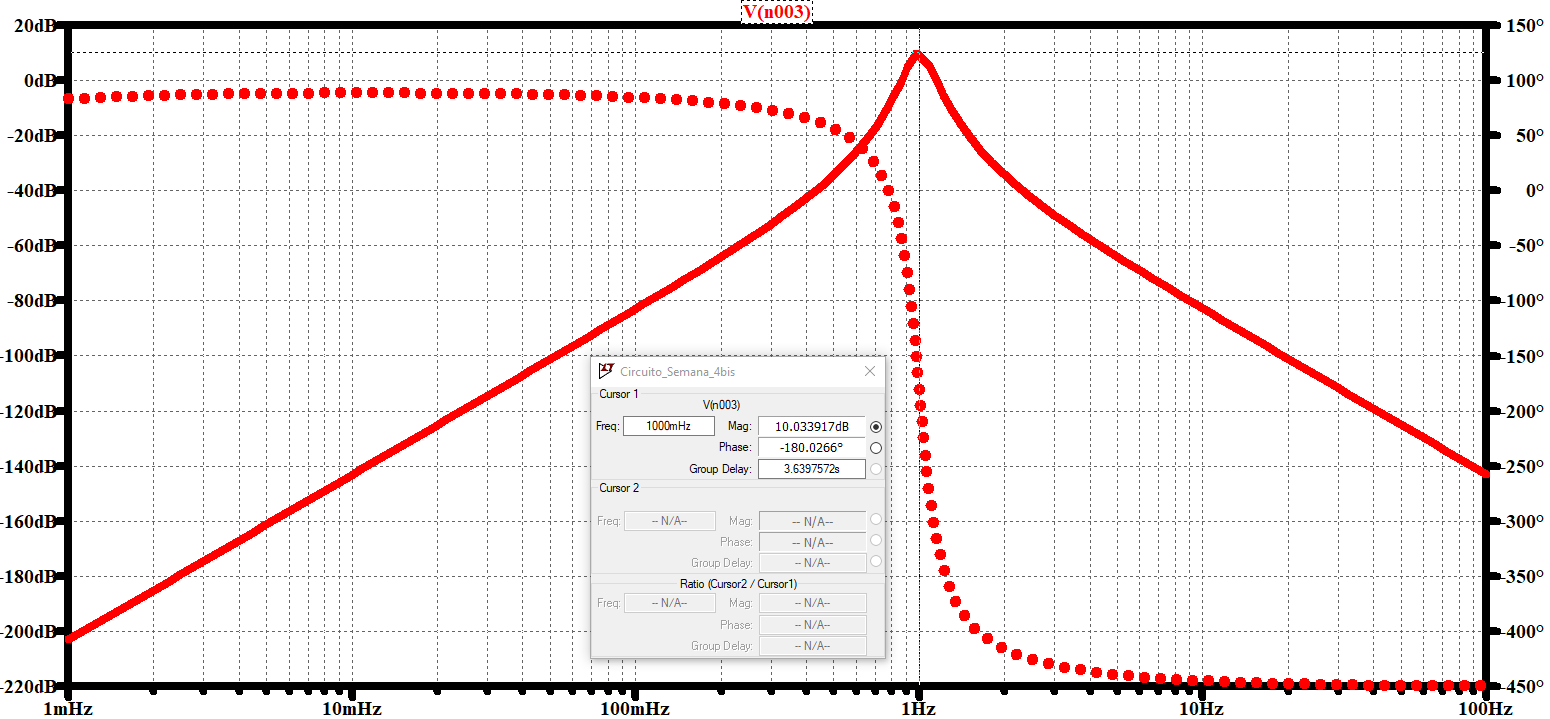 V(n003)
20dB 150°
0dB 100°
-20dB 50°
-40dB 0°
-60dB -50°
-80dB -100°
-100dB -150°
-120dB -200°
-140dB -250°
-160dB -300°
-180dB -350°
-200dB -400°
-220dB -450°
1mHz 10mHz 100mHz 1Hz 10Hz 100Hz
Circuito_Semana_4bis
Cursor 1
V(n003)
Freq: 1000mHz Mag: 10.033917dB
Phase: -180.0266°
Group Delay: 3.6397572s
Cursor 2
Freq: -- N/A-- Mag: -- N/A--
Phase: -- N/A--
Group Delay: -- N/A--
Ratio (Cursor2 / Cursor1)
Freq: -- N/A-- Mag: -- N/A--
Phase: -- N/A--
Group Delay: -- N/A--